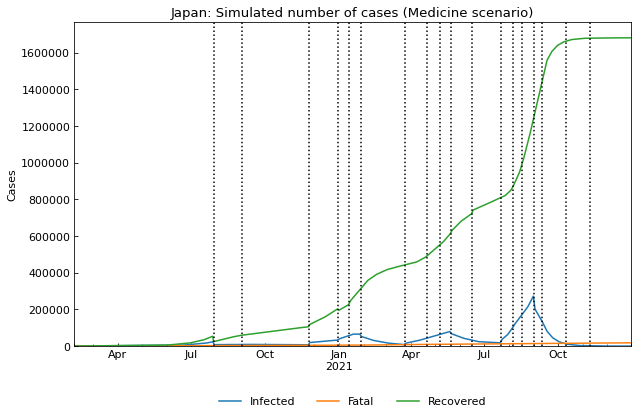 Japan: Simulated number of cases (Medicine scenario)
Cases
1600000
1400000
1200000
1000000
800000
600000
400000
200000
0
Apr Jul Oct Jan Apr Jul Oct
2021
Infected Fatal Recovered